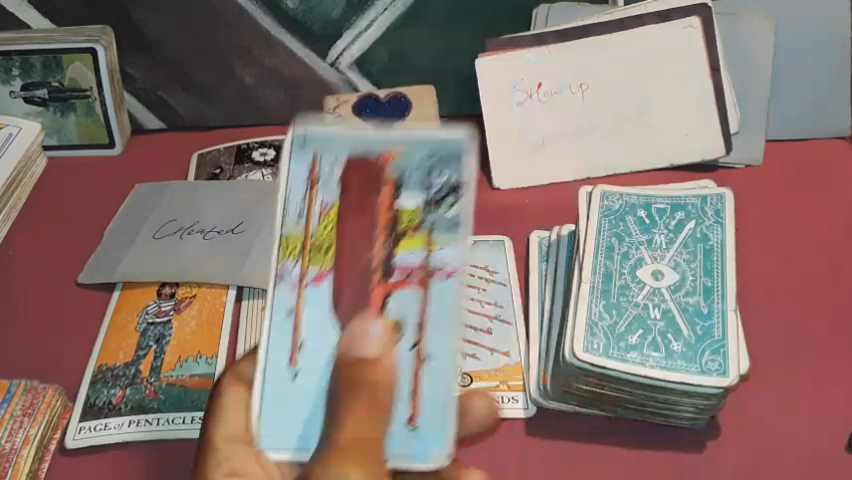 Show up
Cheated
PAGE of PENTACLES
NDS
W
M